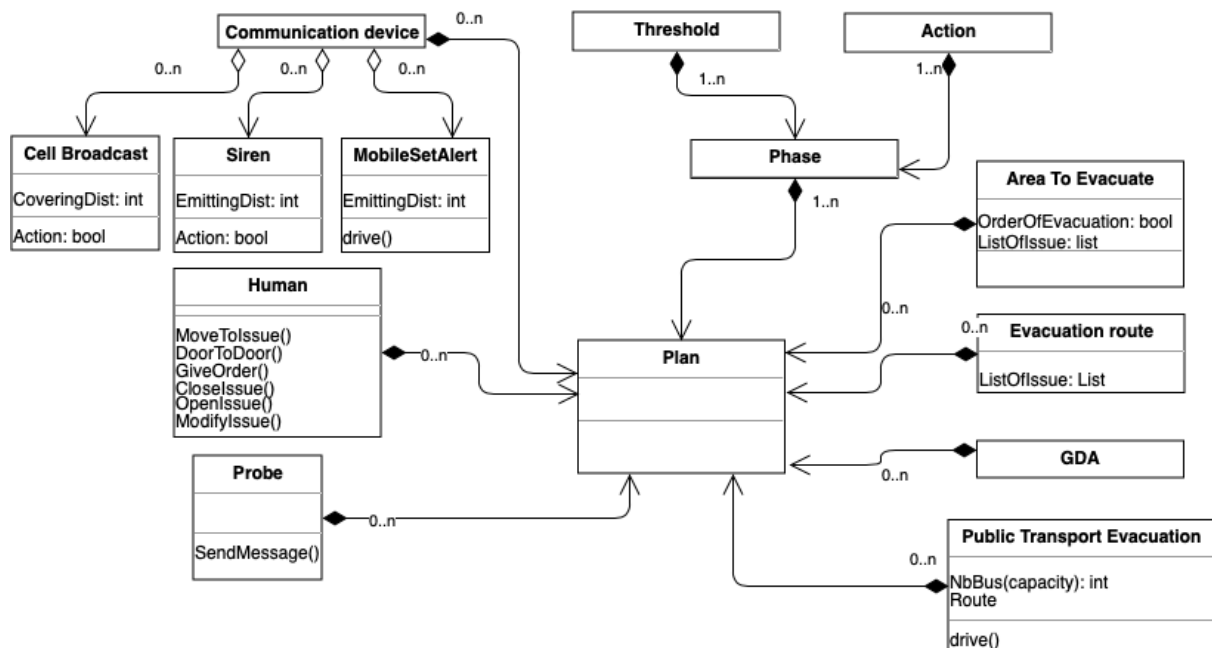 Communication device
0..n
0..n
0..n
0..n
Threshold
1..n
Action
1..n
Cell Broadcast
CoveringDist: int
Action: bool
Siren
EmittingDist: int
Action: bool
MobileSetAlert
EmittingDist: int
drive()
Phase
1..n
Area To Evacuate
OrderOfEvacuation: bool
ListOfIssue: list
0..n
Human
MoveToIssue()
DoorToDoor()
GiveOrder()
CloseIssue()
OpenIssue()
ModifyIssue()
0..n
Plan
0..n
Evacuation route
ListOfIssue: List
GDA
0..n
Probe
SendMessage()
0..n
Public Transport Evacuation
NbBus(capacity): int
Route
drive()
0..n